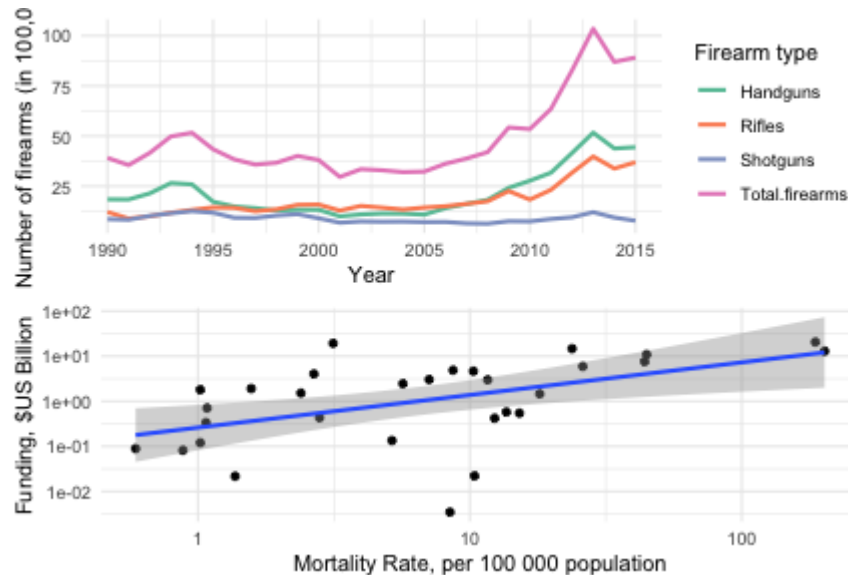 Number of firearms (in 100,0
100
75
50
25
1990 1995 2000 2005 2010 2015
Year
Firearm type
Handguns
Rifles
Shotguns
Total.firearms
Funding, $US Billion
1e+02
1e+01
1e+00
1e-01
1e-02
1 10 100
Mortality Rate, per 100 000 population